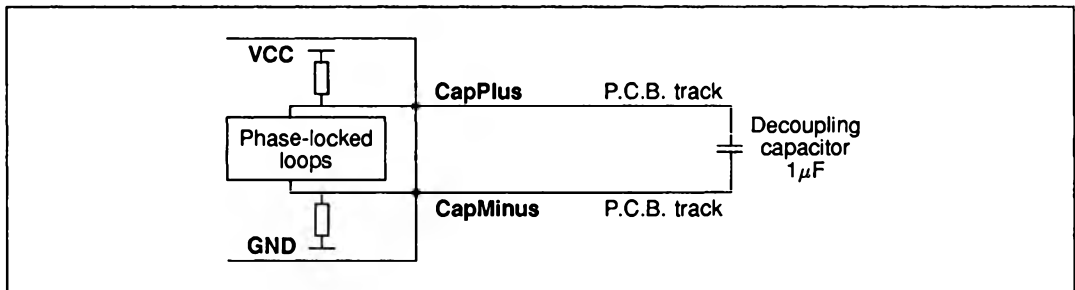 VCC
CapPlus P.C.B. track
Phase-locked
loops
Decoupling
capacitor
1μF
CapMinus P.C.B. track
GND